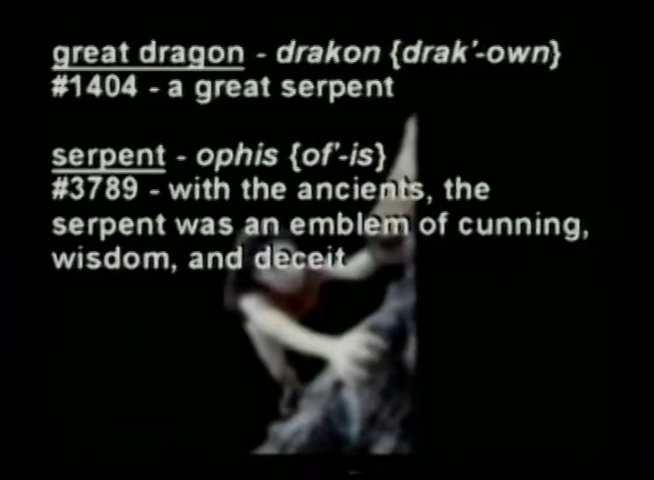 great dragon - drakon {drak'-own}
#1404 - a great serpent
serpent - ophis {of'-is}
#3789 - with the ancients, the
serpent was an emblem of cunning,
wisdom, and deceit